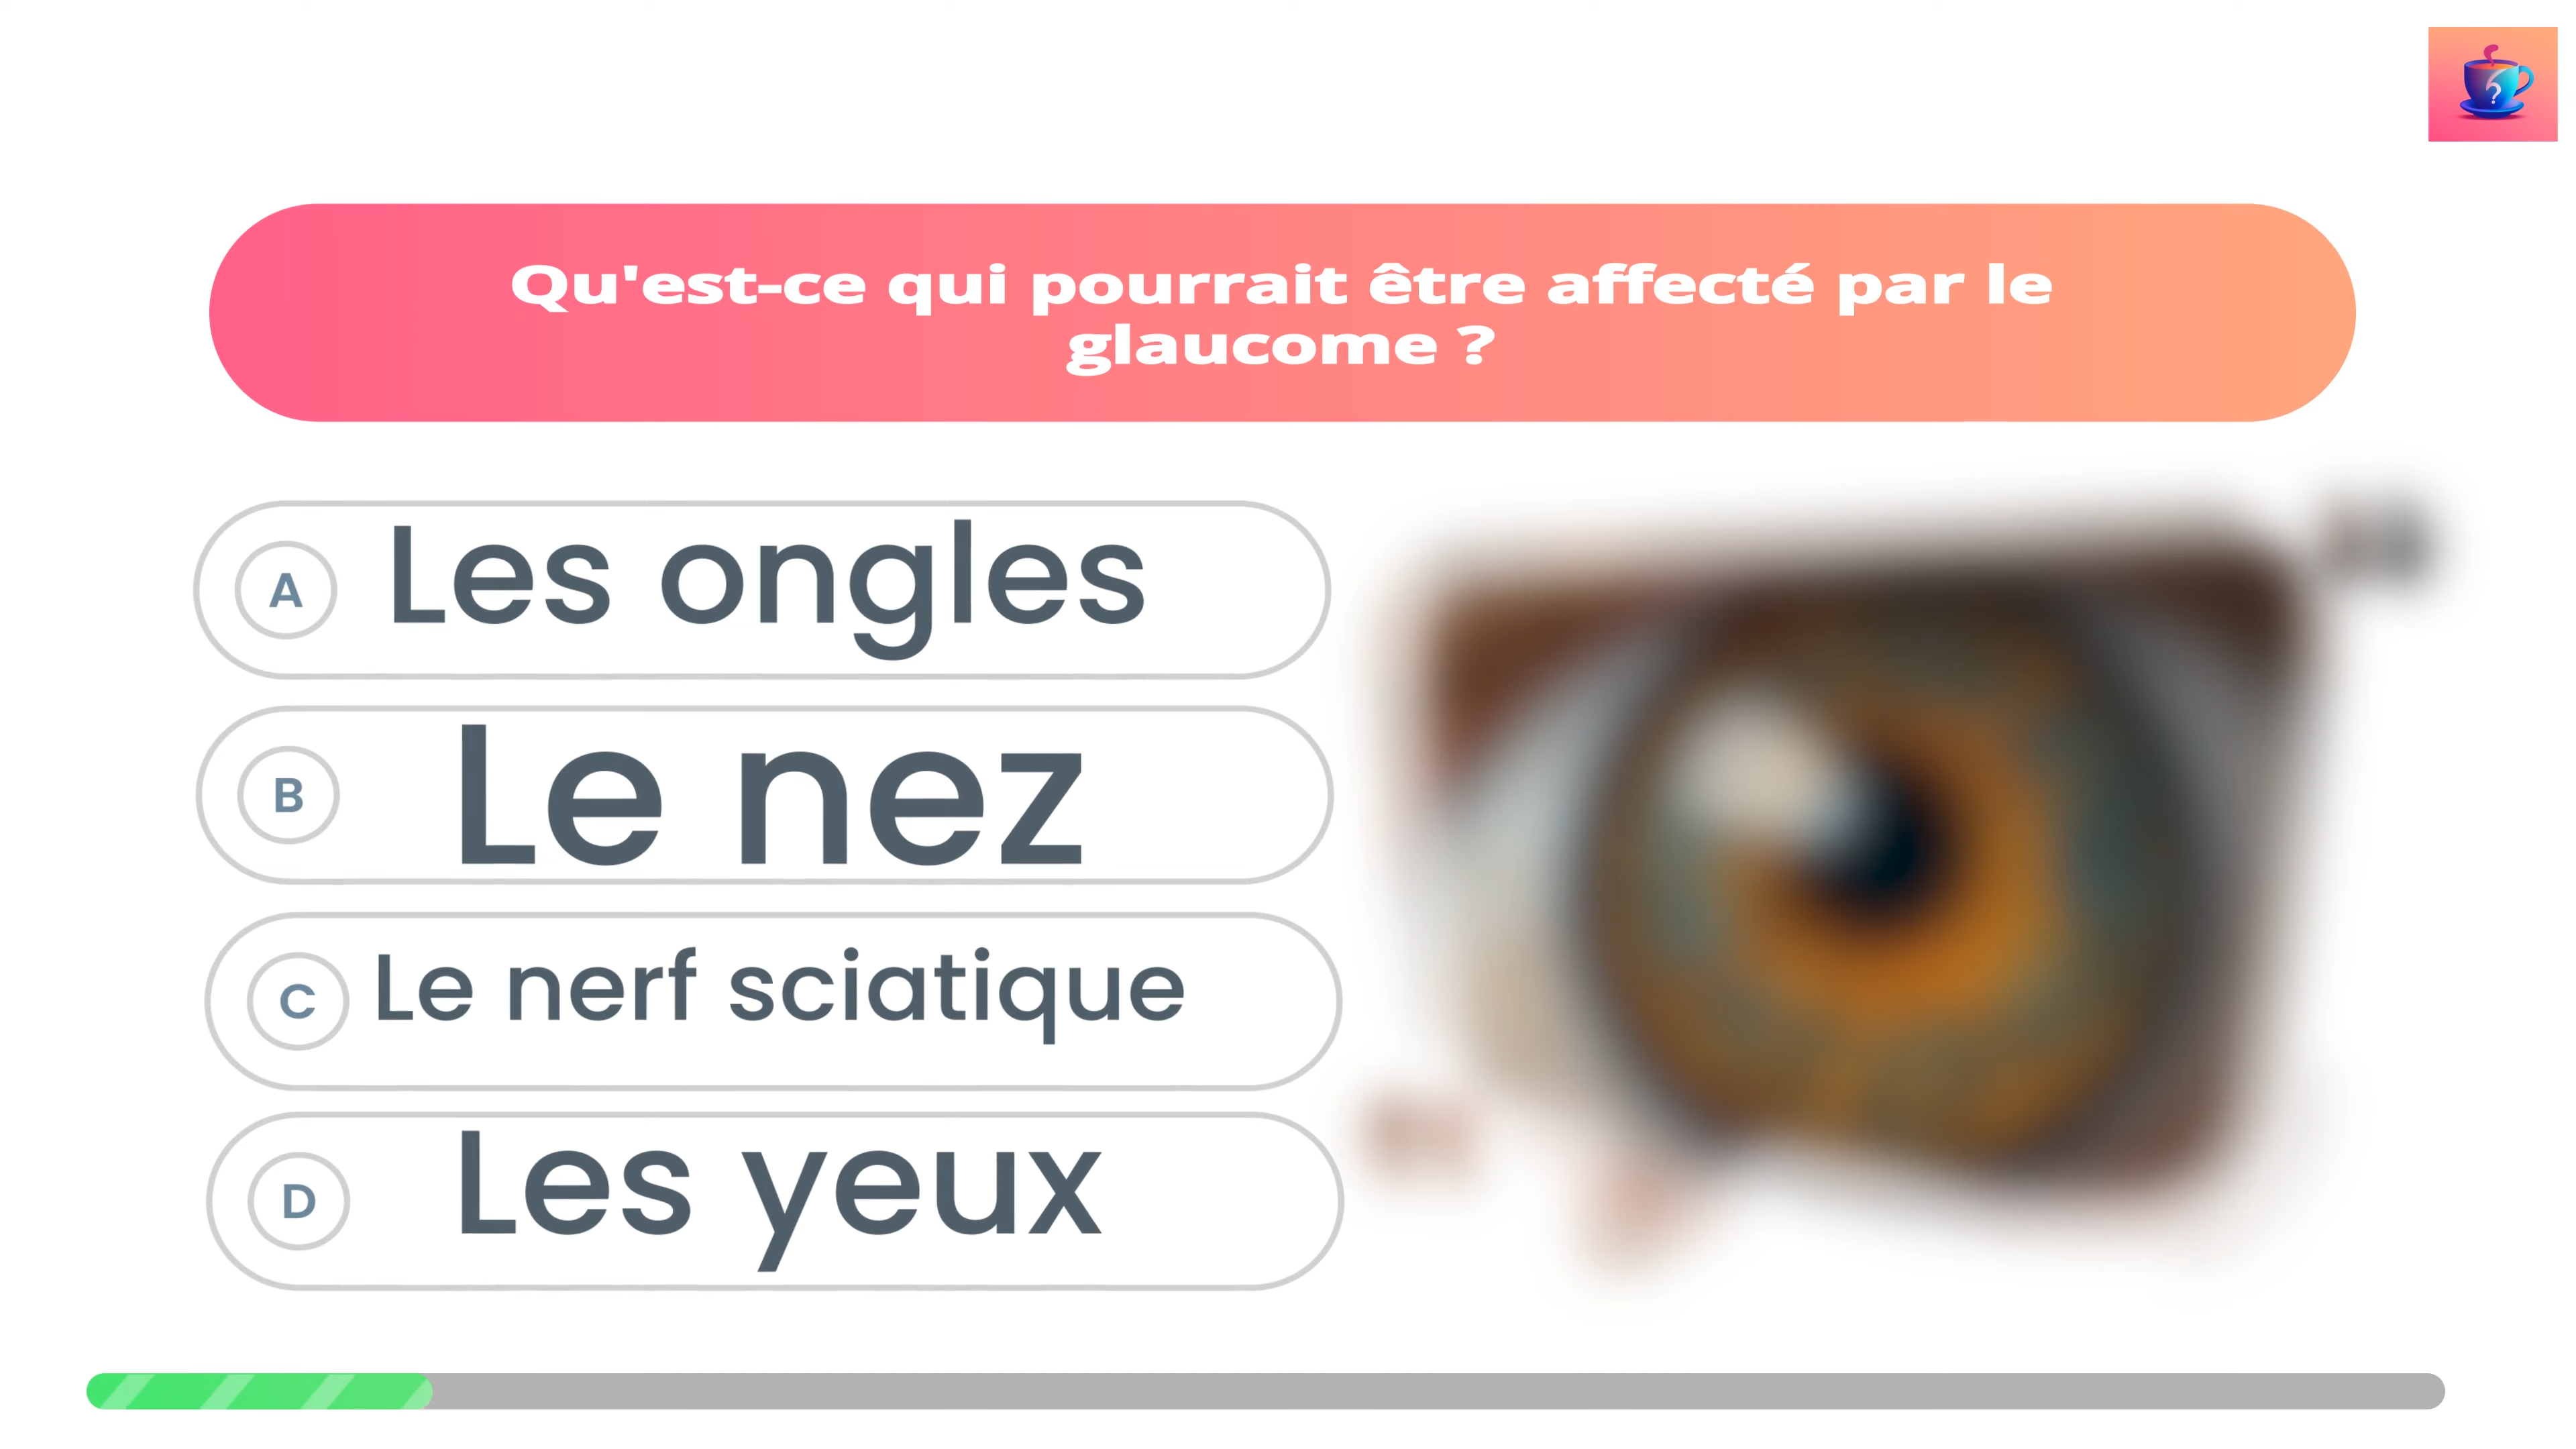 Qu'est-ce qui pourrait être affecté par le
glaucome ?
A Les ongles
B Le nez
C Le nerf sciatique
D Les yeux
?